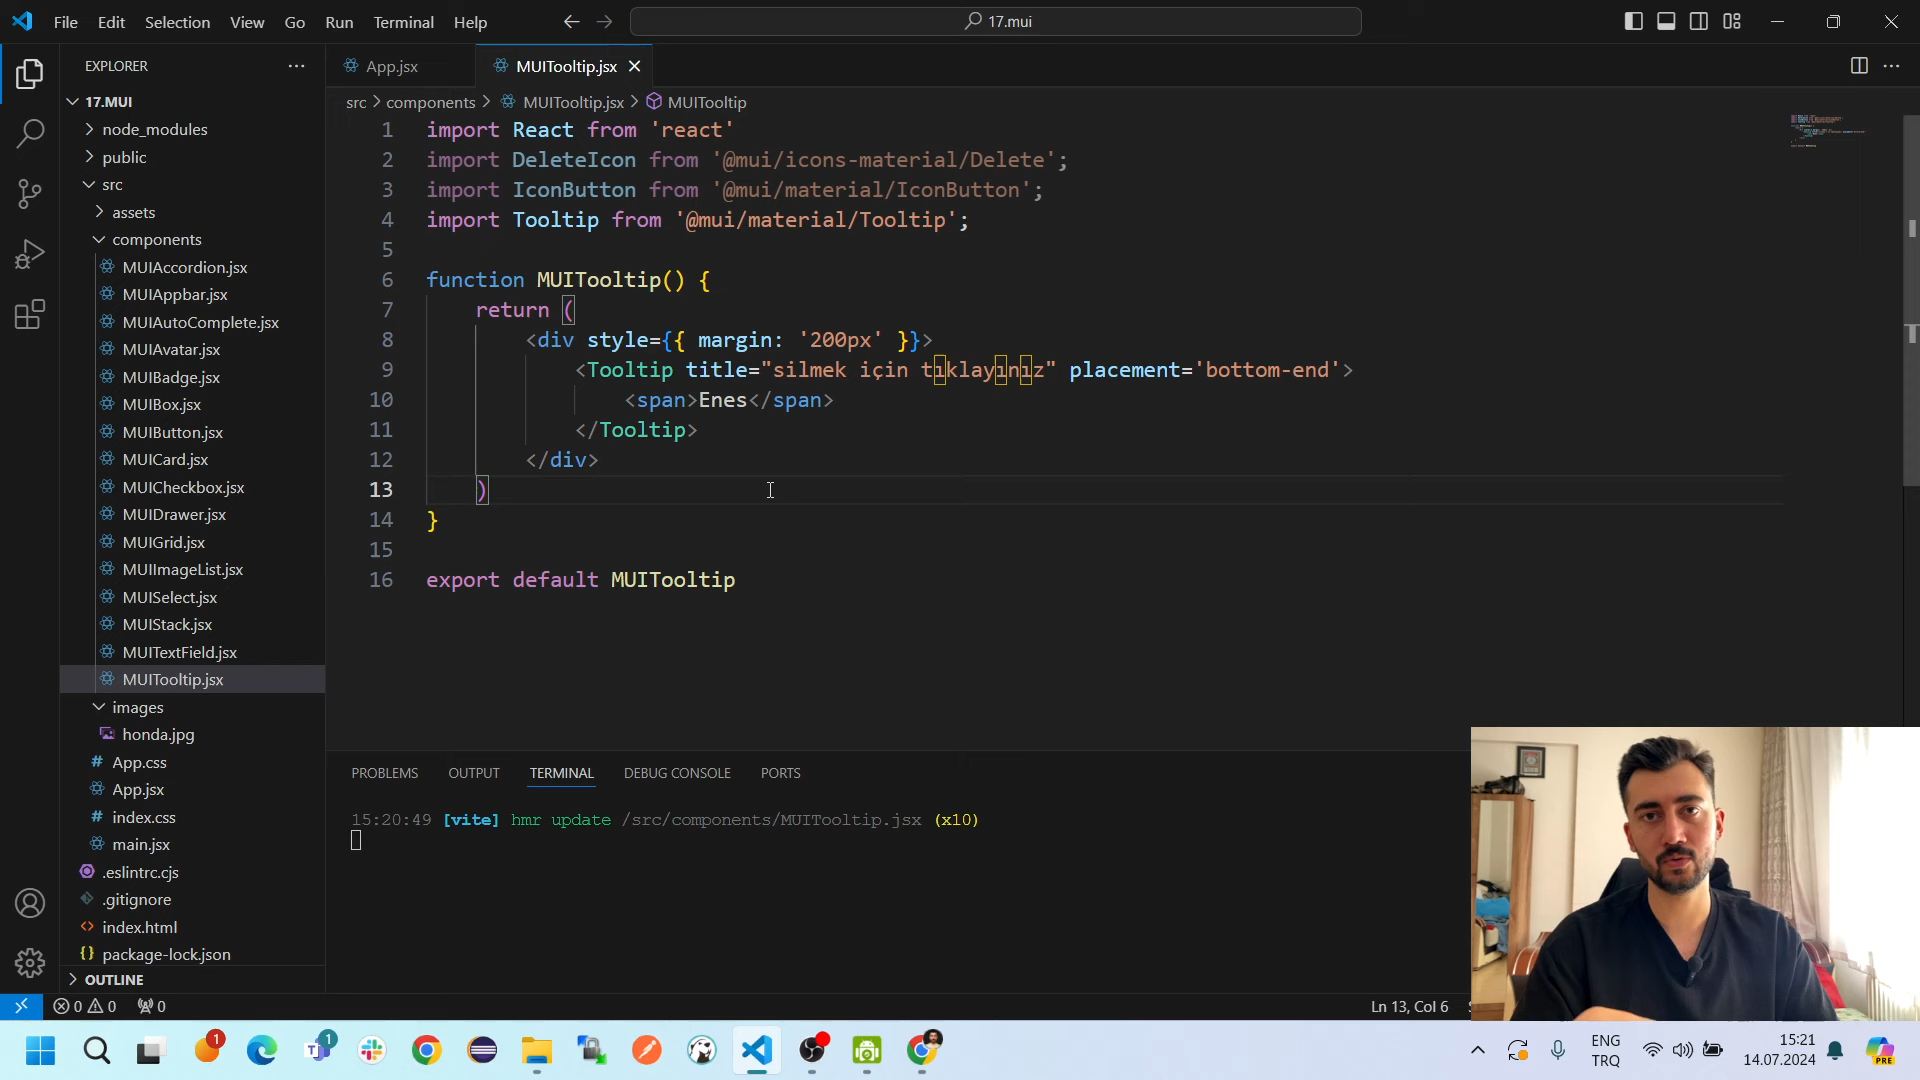 File Edit Selection View Go Run Terminal Help
17.mui
EXPLORER
App.jsx
MUITooltip.jsx
17.MUI
src > components > MUITooltip.jsx > MUITooltip
node_modules
public
src
assets
components
MUIAccordion.jsx
MUIAppbar.jsx
MUIAutoComplete.jsx
MUIAvatar.jsx
MUIBadge.jsx
MUIBox.jsx
MUIButton.jsx
MUICard.jsx
MUICheckbox.jsx
MUIDrawer.jsx
MUIGrid.jsx
MUIImageList.jsx
MUISelect.jsx
MUIStack.jsx
MUITextField.jsx
MUITooltip.jsx
images
honda.jpg
App.css
App.jsx
index.css
main.jsx
.eslintrc.cjs
.gitignore
index.html
package-lock.json
OUTLINE
1 import React from 'react'
2 import DeleteIcon from '@mui/icons-material/Delete';
3 import IconButton from '@mui/material/IconButton';
4 import Tooltip from '@mui/material/Tooltip';
5
6 function MUITooltip() {
7 return (
8 <div style={{ margin: '200px' }}>
9 <Tooltip title="silmek için tıklayınız" placement='bottom-end'>
10 <span>Enes</span>
11 </Tooltip>
12 </div>
13 )
14 }
15
16 export default MUITooltip
PROBLEMS OUTPUT TERMINAL DEBUG CONSOLE PORTS
15:20:49 [vite] hmr update /src/components/MUITooltip.jsx (x10)
0 0 0
Ln 13, Col 6
1
1
ENG
TRQ
15:21
14.07.2024
PRE